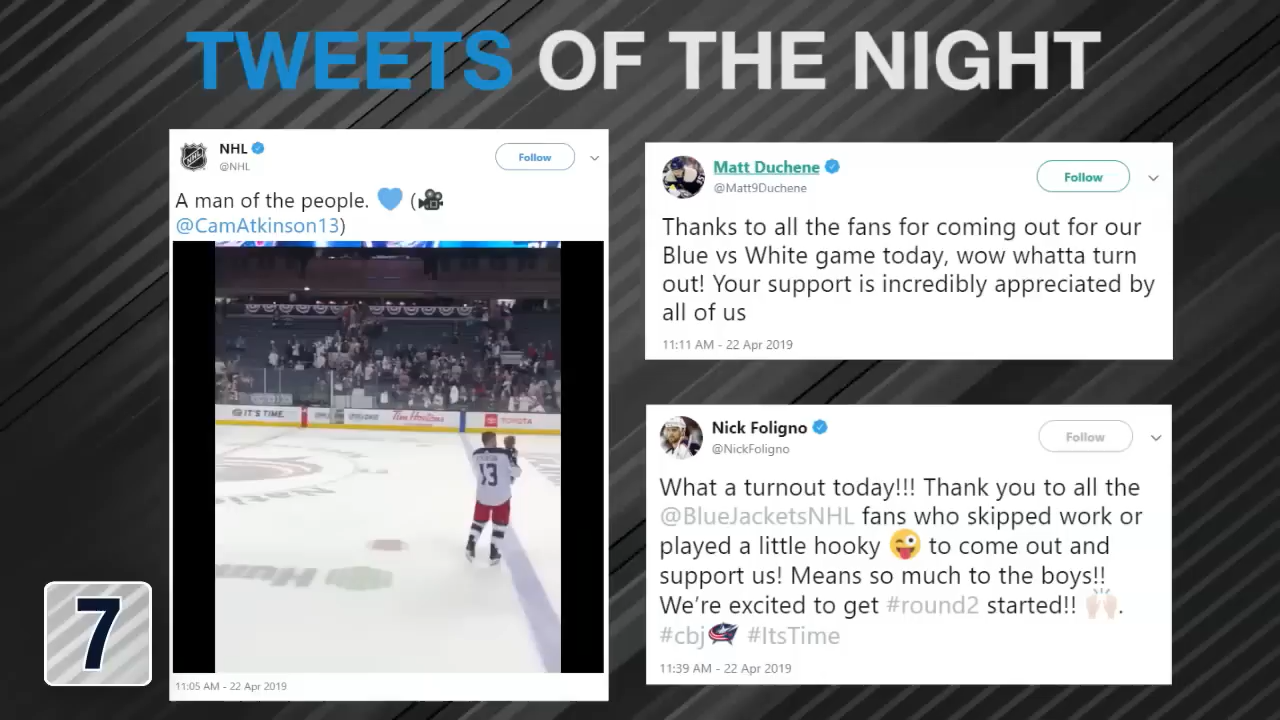 TWEETS OF THE NIGHT
NHL
@NHL
Follow
A man of the people. 💙 (🎥
@CamAtkinson13)
IT'S TIME
Tim Hortons
TOYOTA
13
11:05 AM - 22 Apr 2019
Matt Duchene
@Matt9Duchene
Follow
Thanks to all the fans for coming out for our
Blue vs White game today, wow whatta turn
out! Your support is incredibly appreciated by
all of us
11:11 AM - 22 Apr 2019
Nick Foligno
@NickFoligno
Follow
What a turnout today!!! Thank you to all the
@BlueJacketsNHL fans who skipped work or
played a little hooky 😜 to come out and
support us! Means so much to the boys!!
We're excited to get #round2 started!! 🙌🏻.
#cbj #ItsTime
11:39 AM - 22 Apr 2019
7